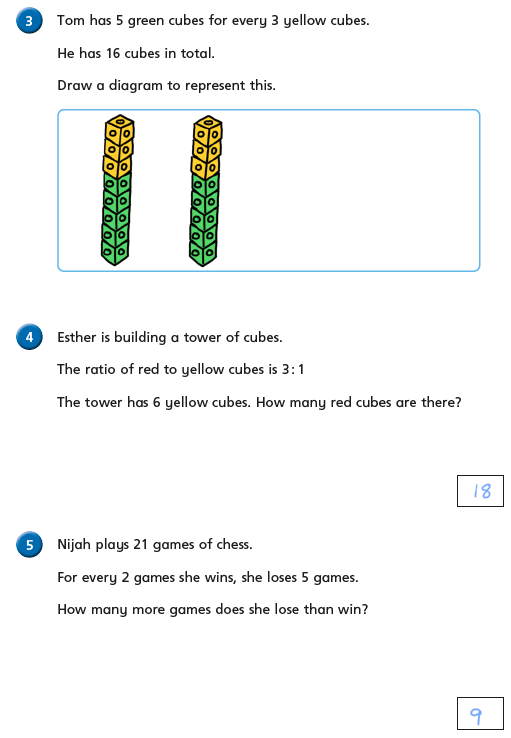 3 Tom has 5 green cubes for every 3 yellow cubes.
He has 16 cubes in total.
Draw a diagram to represent this.
4 Esther is building a tower of cubes.
The ratio of red to yellow cubes is 3 : 1
The tower has 6 yellow cubes. How many red cubes are there?
18
5 Nijah plays 21 games of chess.
For every 2 games she wins, she loses 5 games.
How many more games does she lose than win?
9